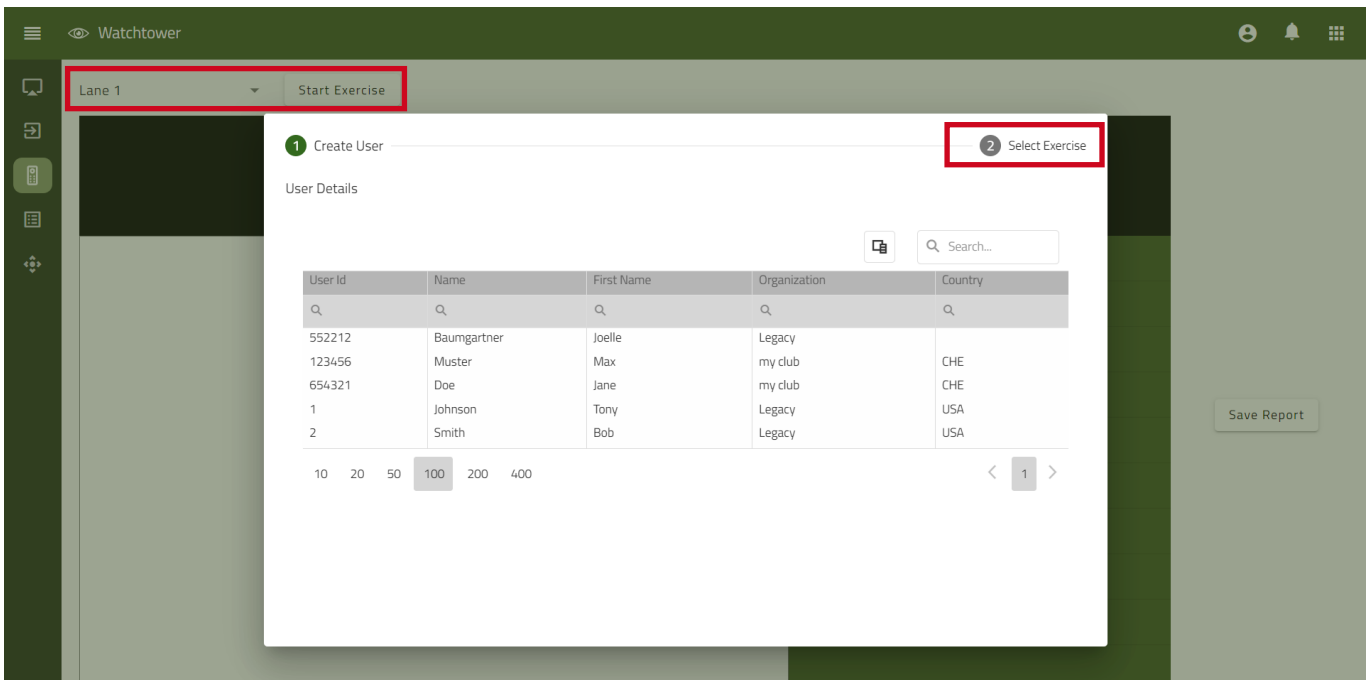 Watchtower
Lane 1 Start Exercise
1 Create User 2 Select Exercise
User Details
Search...
User Id Name First Name Organization Country
552212 Baumgartner Joelle Legacy
123456 Muster Max my club CHE
654321 Doe Jane my club CHE
1 Johnson Tony Legacy USA
2 Smith Bob Legacy USA
Save Report
10 20 50 100 200 400 1